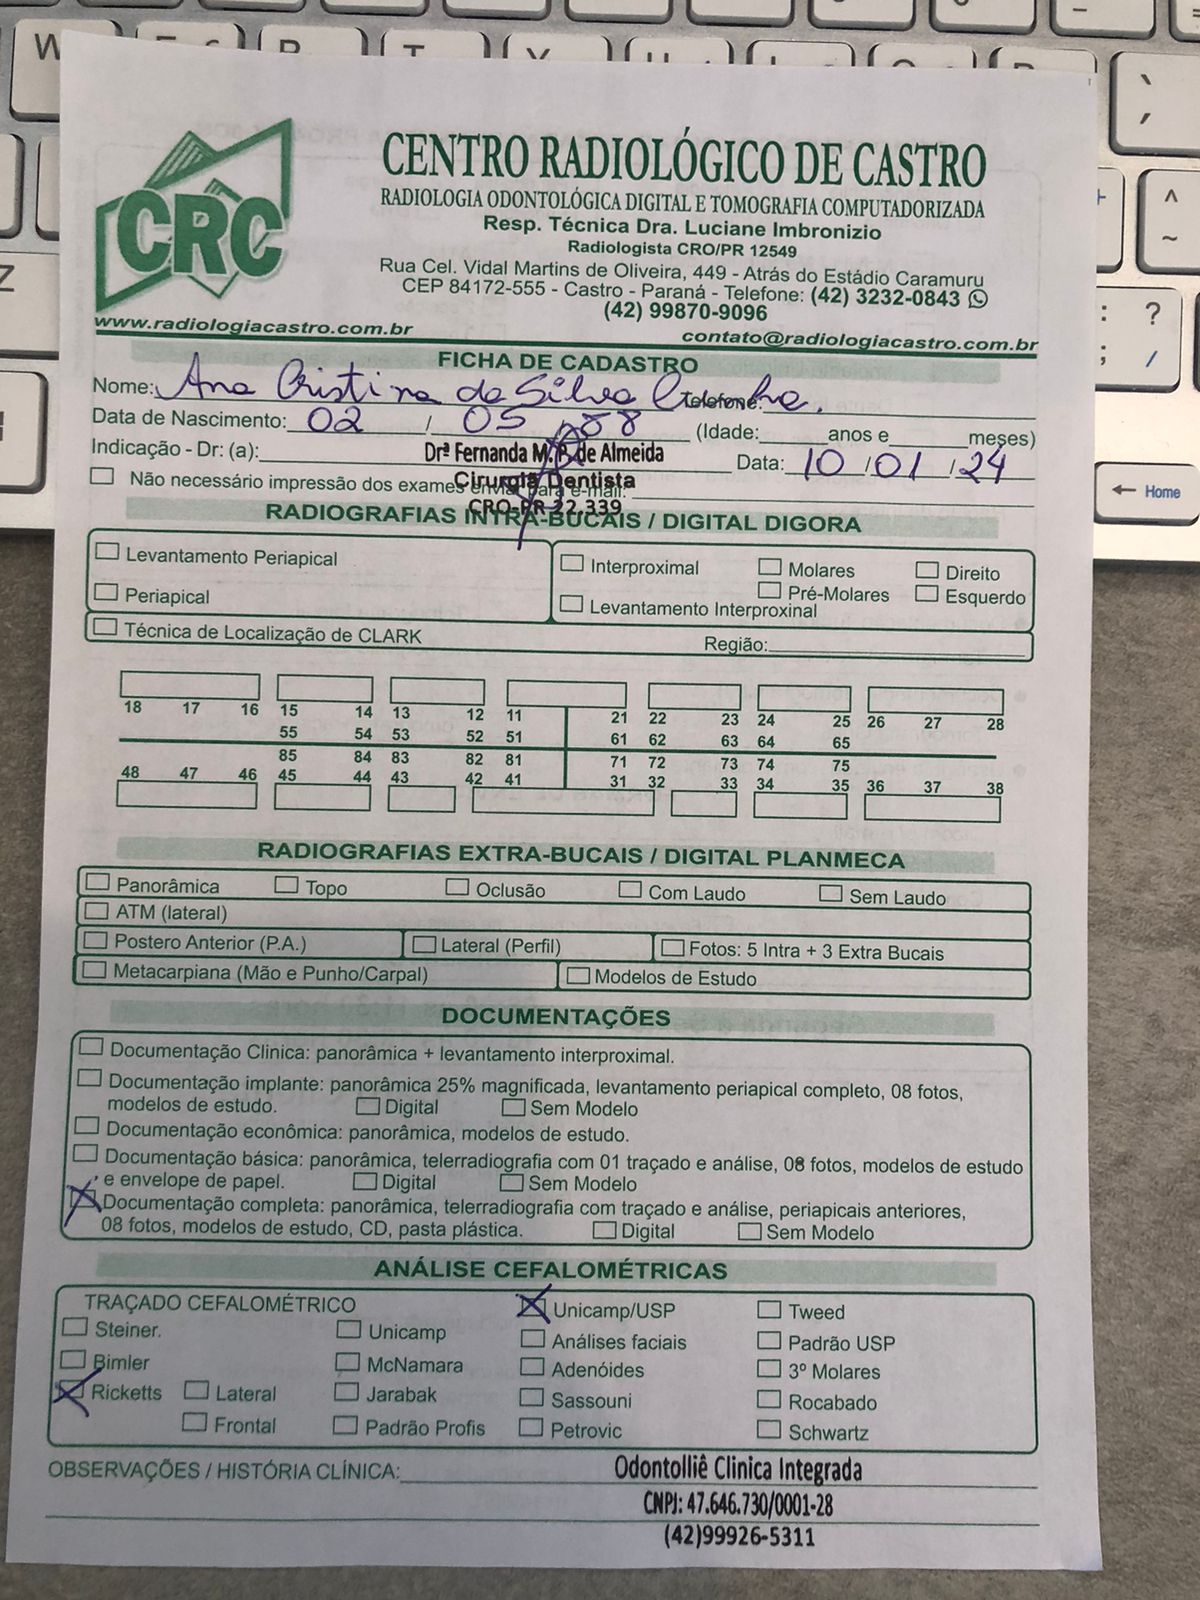 CENTRO RADIOLÓGICO DE CASTRO
RADIOLOGIA ODONTOLÓGICA DIGITAL E TOMOGRAFIA COMPUTADORIZADA
Resp. Técnica Dra. Luciane Imbronizio
Radiologista CRO/PR 12549
CRC
Rua Cel. Vidal Martins de Oliveira, 449 - Atrás do Estádio Caramuru
CEP 84172-555 - Castro - Paraná - Telefone: (42) 3232-0843
(42) 99870-9096
www.radiologiacastro.com.br contato@radiologiacastro.com.br
FICHA DE CADASTRO
Nome: Ana Cristina da Silva Telefone:
Data de Nascimento: 02 / 05 / 88 (Idade: anos e meses)
Indicação - Dr: (a): Drª Fernanda M. P. de Almeida Data: 10 / 01 / 24
Cirurgiã Dentista
Não necessário impressão dos exames enviar para e-mail:
CRO-PR 22.339
RADIOGRAFIAS INTRA-BUCAIS / DIGITAL DIGORA
Levantamento Periapical Interproximal Molares Direito
Periapical Pré-Molares Esquerdo
Levantamento Interproxinal
Técnica de Localização de CLARK Região:
18 17 16 15 14 13 12 11 21 22 23 24 25 26 27 28
55 54 53 52 51 61 62 63 64 65
85 84 83 82 81 71 72 73 74 75
48 47 46 45 44 43 42 41 31 32 33 34 35 36 37 38
RADIOGRAFIAS EXTRA-BUCAIS / DIGITAL PLANMECA
Panorâmica Topo Oclusão Com Laudo Sem Laudo
ATM (lateral)
Postero Anterior (P.A.) Lateral (Perfil) Fotos: 5 Intra + 3 Extra Bucais
Metacarpiana (Mão e Punho/Carpal) Modelos de Estudo
DOCUMENTAÇÕES
Documentação Clinica: panorâmica + levantamento interproximal.
Documentação implante: panorâmica 25% magnificada, levantamento periapical completo, 08 fotos,
modelos de estudo. Digital Sem Modelo
Documentação econômica: panorâmica, modelos de estudo.
Documentação básica: panorâmica, telerradiografia com 01 traçado e análise, 08 fotos, modelos de estudo
e envelope de papel. Digital Sem Modelo
Documentação completa: panorâmica, telerradiografia com traçado e análise, periapicais anteriores,
08 fotos, modelos de estudo, CD, pasta plástica. Digital Sem Modelo
ANÁLISE CEFALOMÉTRICAS
TRAÇADO CEFALOMÉTRICO Unicamp/USP Tweed
Steiner. Unicamp Análises faciais Padrão USP
Bimler McNamara Adenóides 3º Molares
Ricketts Lateral Jarabak Sassouni Rocabado
Frontal Padrão Profis Petrovic Schwartz
OBSERVAÇÕES / HISTÓRIA CLÍNICA: Odontolliê Clinica Integrada
CNPJ: 47.646.730/0001-28
(42)99926-5311
W
Z
Home